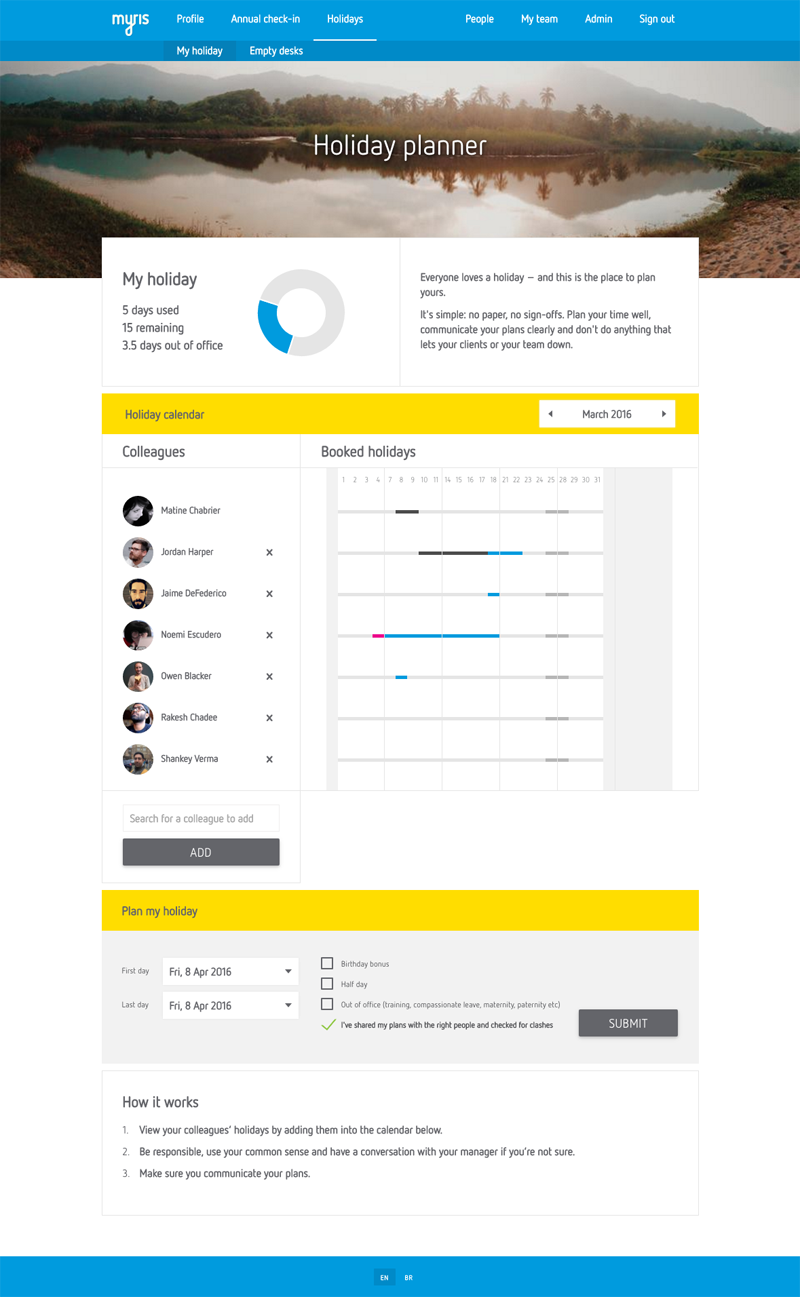 myris
Profile
Annual check-in
Holidays
People
My team
Admin
Sign out
My holiday
Empty desks
Holiday planner
My holiday
5 days used
15 remaining
3.5 days out of office
Everyone loves a holiday – and this is the place to plan
yours.
It's simple: no paper, no sign-offs. Plan your time well,
communicate your plans clearly and don't do anything that
lets your clients or your team down.
Holiday calendar
March 2016
Colleagues
Booked holidays
1 2 3 4 7 8 9 10 11 14 15 16 17 18 21 22 23 24 25 28 29 30 31
Matine Chabrier
Jordan Harper
Jaime DeFederico
Noemi Escudero
Owen Blacker
Rakesh Chadee
Shankey Verma
Search for a colleague to add
ADD
Plan my holiday
First day
Fri, 8 Apr 2016
Last day
Fri, 8 Apr 2016
Birthday bonus
Half day
Out of office (training, compassionate leave, maternity, paternity etc)
I've shared my plans with the right people and checked for clashes
SUBMIT
How it works
1. View your colleagues' holidays by adding them into the calendar below.
2. Be responsible, use your common sense and have a conversation with your manager if you're not sure.
3. Make sure you communicate your plans.
EN
BR